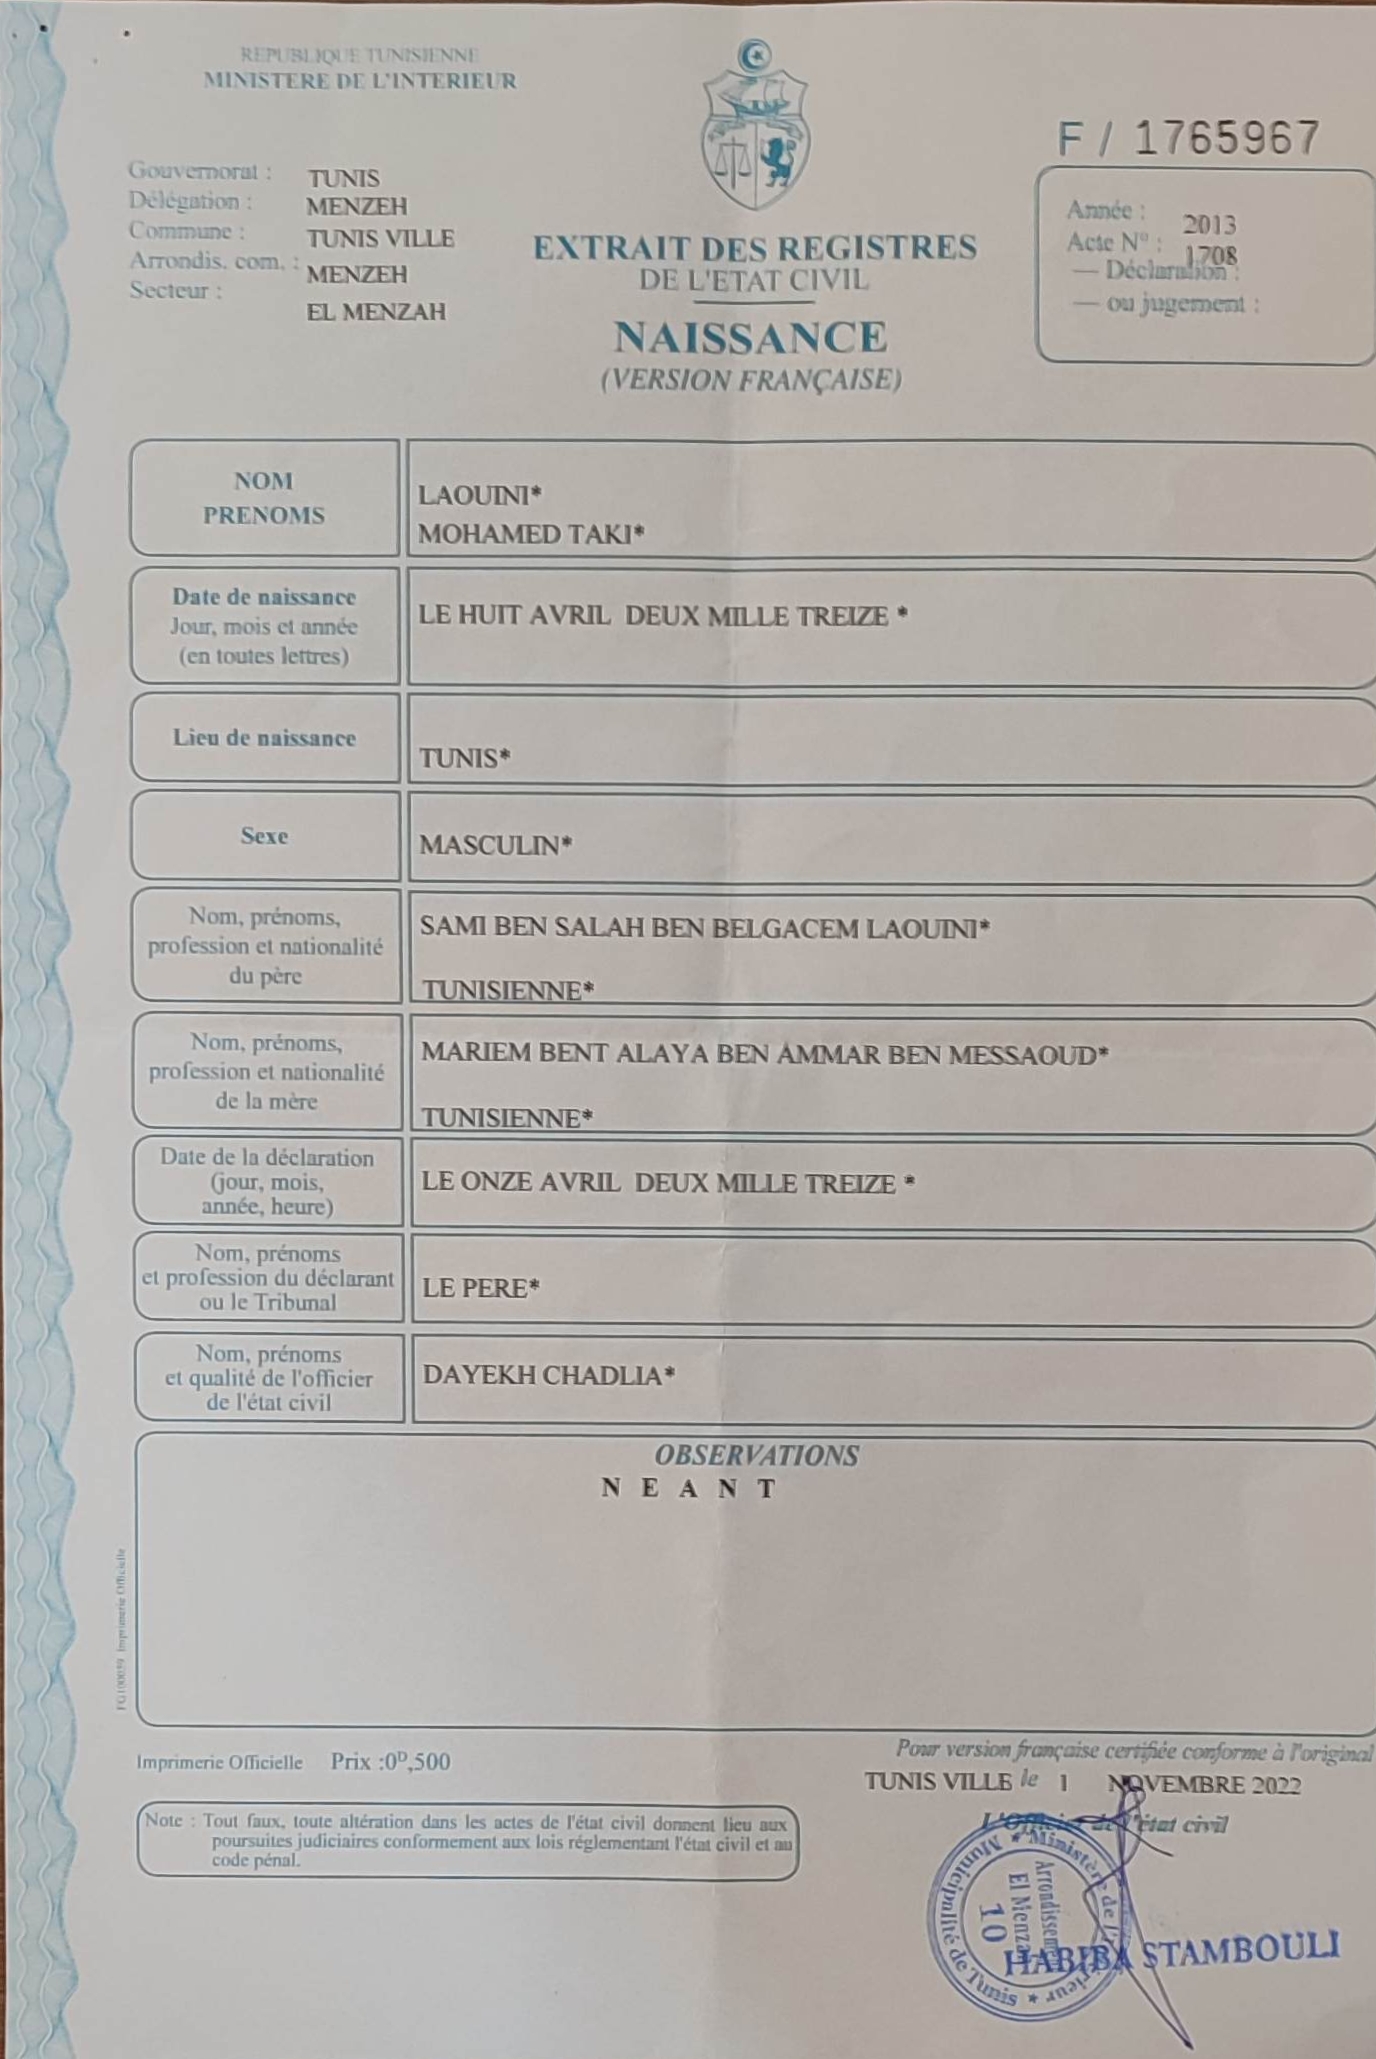 REPUBLIQUE TUNISIENNE
MINISTERE DE L'INTERIEUR
F / 1765967
Gouvernorat : TUNIS
Délégation : MENZEH
Commune : TUNIS VILLE
Arrondis. com. : MENZEH
Secteur : EL MENZAH
Année : 2013
Acte N° : 1708
— Déclaration :
— ou jugement :
EXTRAIT DES REGISTRES
DE L'ETAT CIVIL
NAISSANCE
(VERSION FRANÇAISE)
NOM
PRENOMS
LAOUINI*
MOHAMED TAKI*
Date de naissance
Jour, mois et année
(en toutes lettres)
LE HUIT AVRIL DEUX MILLE TREIZE *
Lieu de naissance
TUNIS*
Sexe
MASCULIN*
Nom, prénoms,
profession et nationalité
du père
SAMI BEN SALAH BEN BELGACEM LAOUINI*
TUNISIENNE*
Nom, prénoms,
profession et nationalité
de la mère
MARIEM BENT ALAYA BEN AMMAR BEN MESSAOUD*
TUNISIENNE*
Date de la déclaration
(jour, mois,
année, heure)
LE ONZE AVRIL DEUX MILLE TREIZE *
Nom, prénoms
et profession du déclarant
ou le Tribunal
LE PERE*
Nom, prénoms
et qualité de l'officier
de l'état civil
DAYEKH CHADLIA*
OBSERVATIONS
N E A N T
FG100039 Imprimerie Officielle
Imprimerie Officielle Prix :0ᴰ,500
Pour version française certifiée conforme à l'original
TUNIS VILLE le 1 NOVEMBRE 2022
L'Officier de l'état civil
Note : Tout faux, toute altération dans les actes de l'état civil donnent lieu aux
poursuites judiciaires conformement aux lois réglementant l'état civil et au
code pénal.
* Ministère de l'Intérieur *
Municipalité de Tunis
Arrondissement
El Menzah
10
HABIBA STAMBOULI